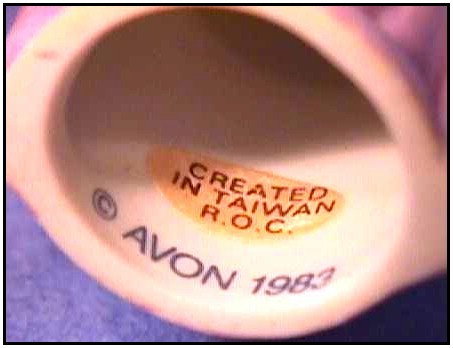 CREATED
IN TAIWAN
R.O.C.
© AVON 1983